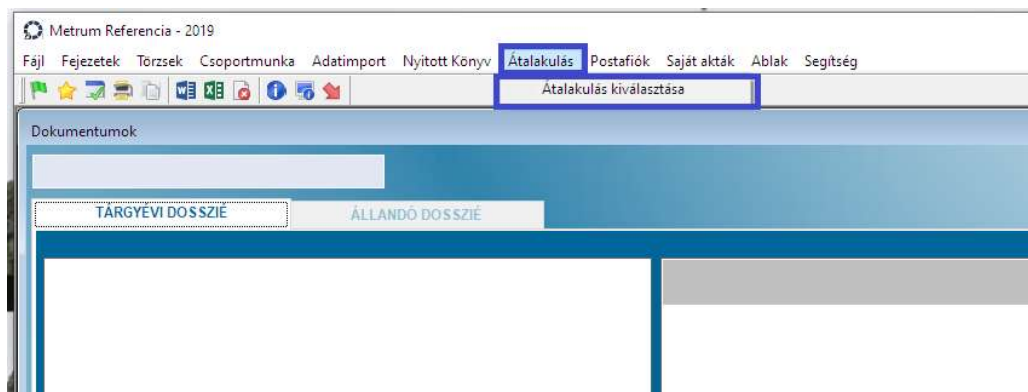 Metrum Referencia - 2019
Fájl Fejezetek Törzsek Csoportmunka Adatimport Nyitott Könyv Átalakulás Postafiók Saját akták Ablak Segítség
Átalakulás kiválasztása
Dokumentumok
TÁRGYÉVI DOSSZIÉ ÁLLANDÓ DOSSZIÉ